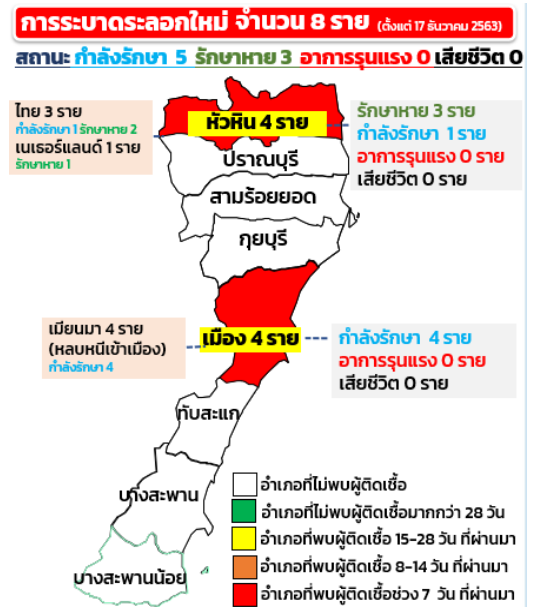 การระบาดระลอกใหม่ จำนวน 8 ราย (ตั้งแต่ 17 ธันวาคม 2563)
สถานะ กำลังรักษา 5 รักษาหาย 3 อาการรุนแรง 0 เสียชีวิต 0
ไทย 3 ราย
กำลังรักษา 1 รักษาหาย 2
เนเธอร์แลนด์ 1 ราย
รักษาหาย 1
หัวหิน 4 ราย
รักษาหาย 3 ราย
กำลังรักษา 1 ราย
อาการรุนแรง 0 ราย
เสียชีวิต 0 ราย
ปราณบุรี
สามร้อยยอด
กุยบุรี
เมียนมา 4 ราย
(หลบหนีเข้าเมือง)
กำลังรักษา 4
เมือง 4 ราย
กำลังรักษา 4 ราย
อาการรุนแรง 0 ราย
เสียชีวิต 0 ราย
ทับสะแก
บางสะพาน
บางสะพานน้อย
อำเภอที่ไม่พบผู้ติดเชื้อ
อำเภอที่ไม่พบผู้ติดเชื้อมากกว่า 28 วัน
อำเภอที่พบผู้ติดเชื้อ 15-28 วัน ที่ผ่านมา
อำเภอที่พบผู้ติดเชื้อ 8-14 วัน ที่ผ่านมา
อำเภอที่พบผู้ติดเชื้อช่วง 7 วัน ที่ผ่านมา